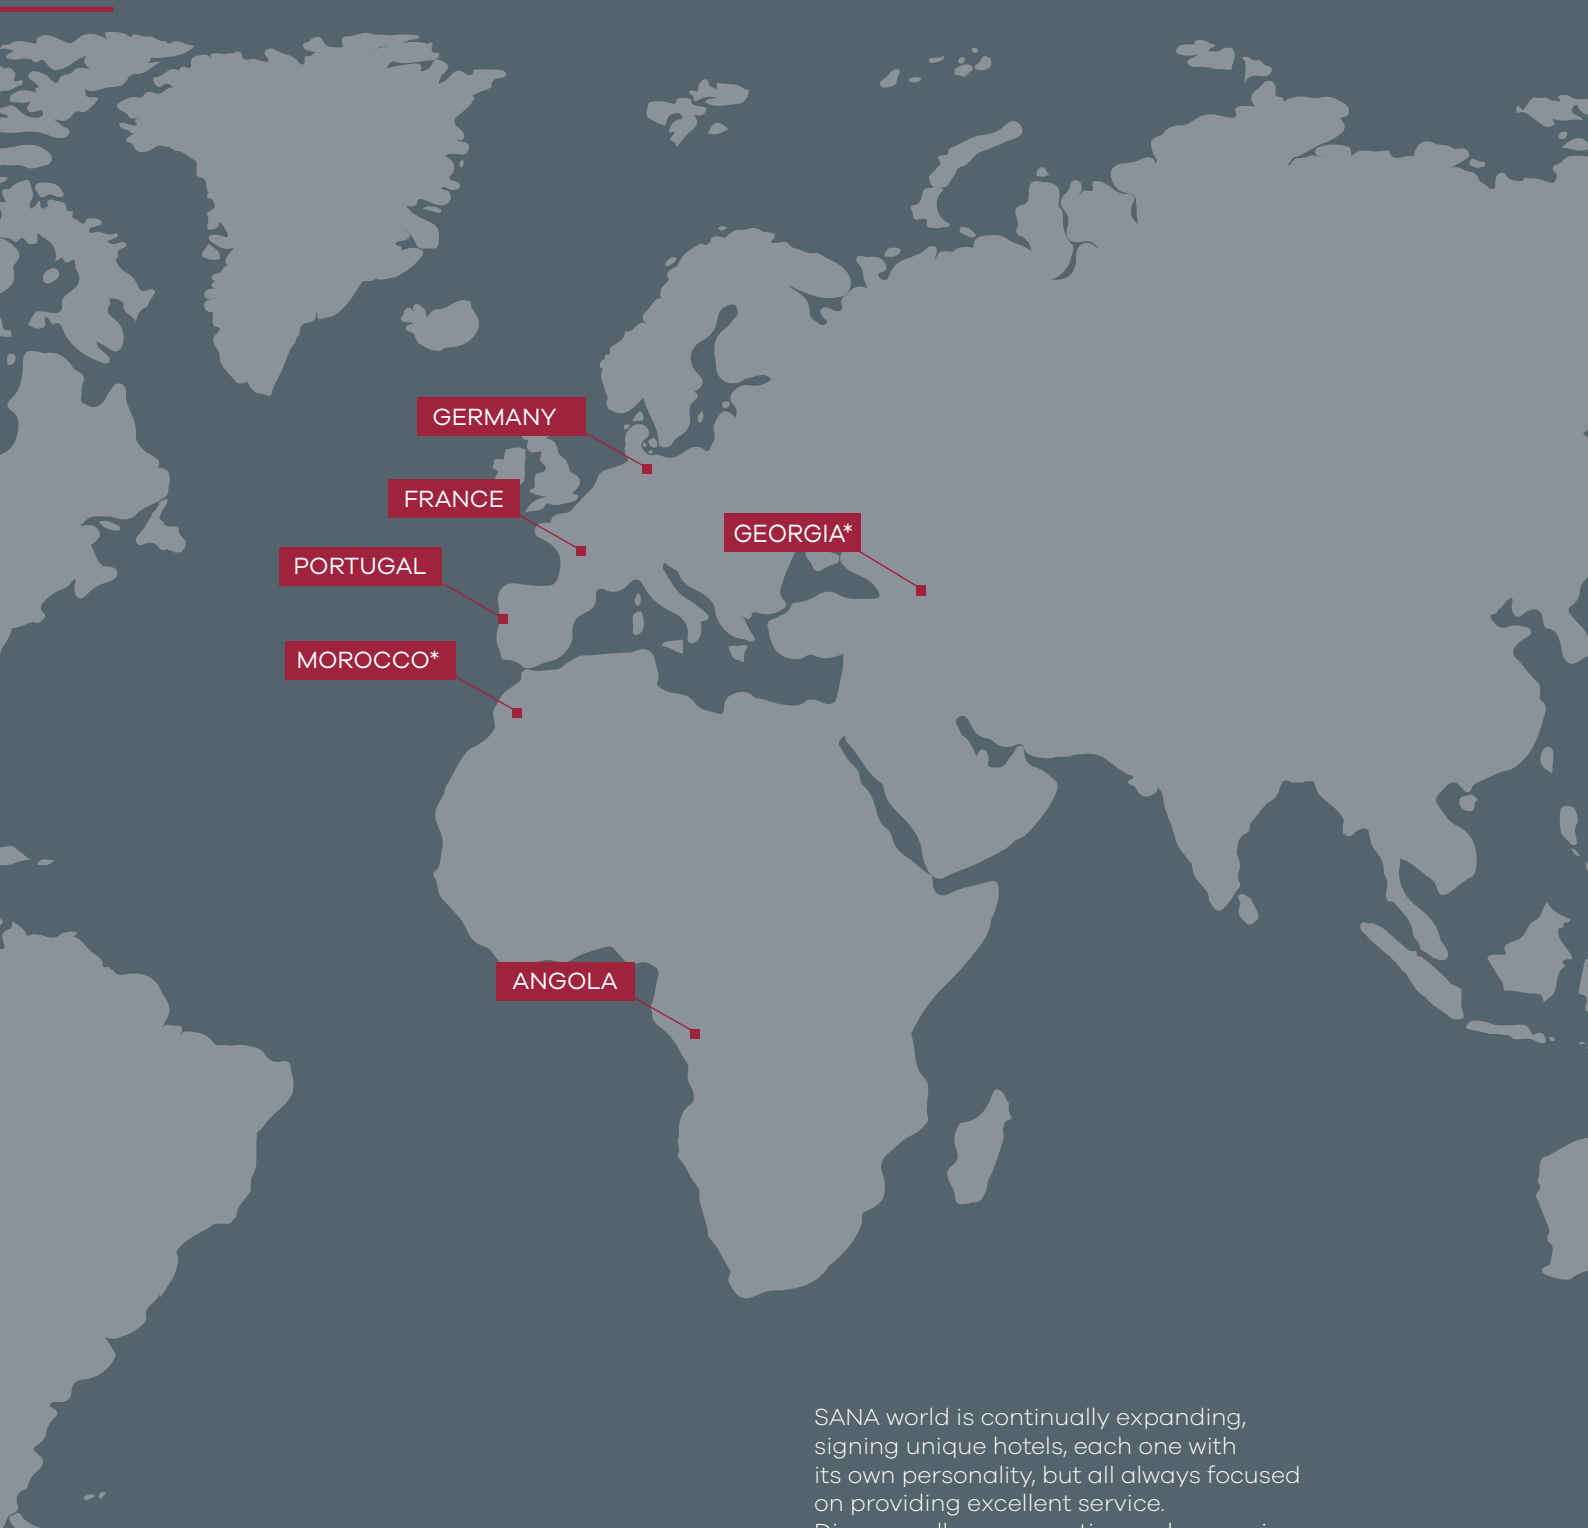 GERMANY
FRANCE
GEORGIA*
PORTUGAL
MOROCCO*
ANGOLA
SANA world is continually expanding,
signing unique hotels, each one with
its own personality, but all always focused
on providing excellent service.